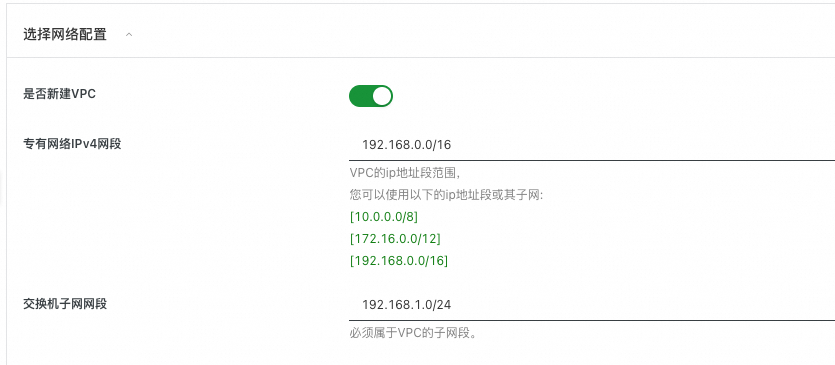 选择网络配置
是否新建VPC
专有网络IPv4网段
192.168.0.0/16
VPC的ip地址段范围,
您可以使用以下的ip地址段或其子网:
[10.0.0.0/8]
[172.16.0.0/12]
[192.168.0.0/16]
交换机子网网段
192.168.1.0/24
必须属于VPC的子网段。